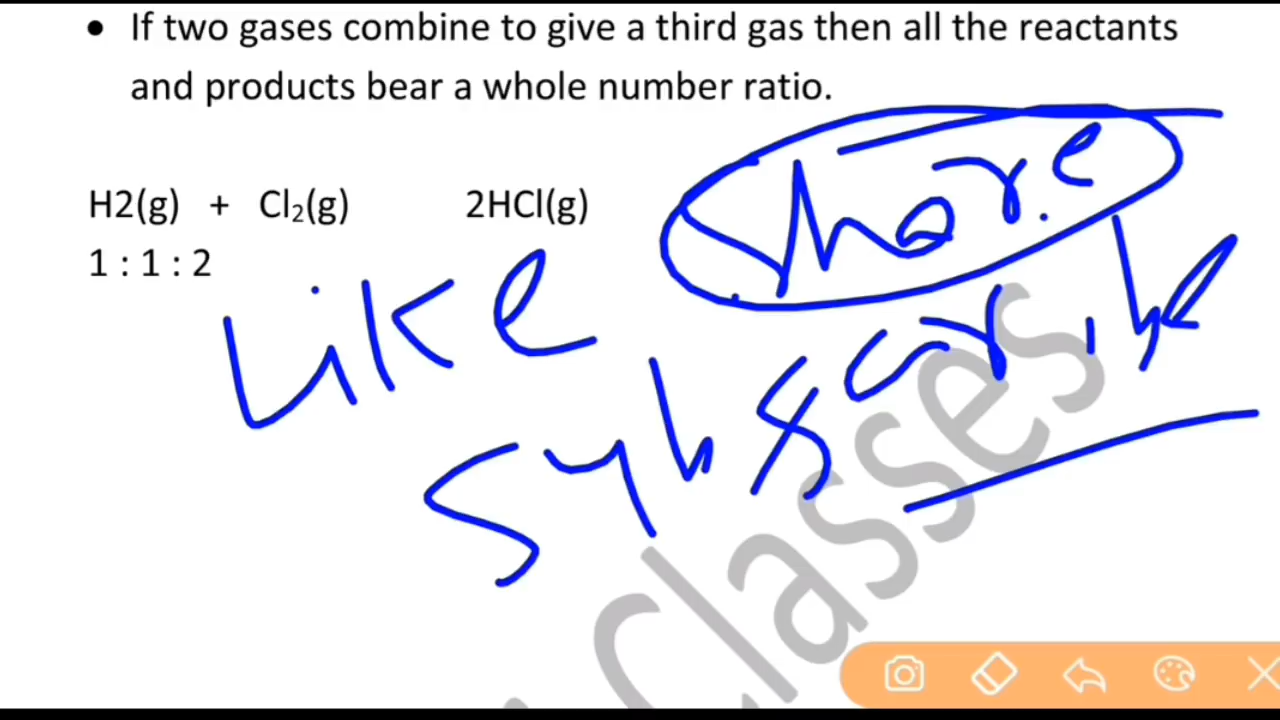 • If two gases combine to give a third gas then all the reactants
and products bear a whole number ratio.
H2(g) + Cl₂(g) 2HCl(g)
1 : 1 : 2
Share
Like
Subscribe
Classes